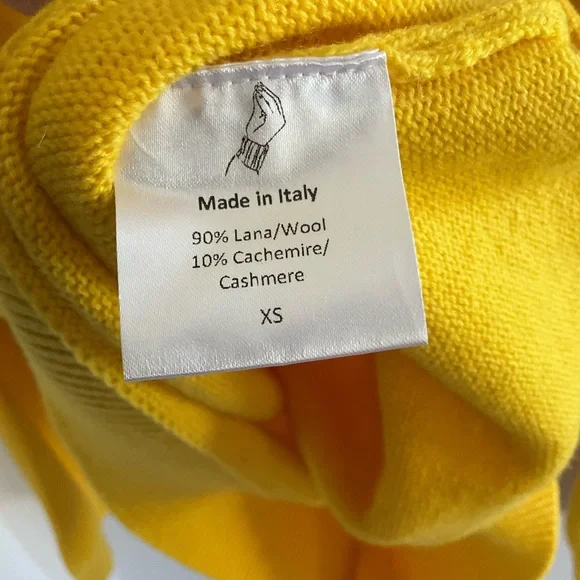 Made in Italy
90% Lana/Wool
10% Cachemire/
Cashmere
XS